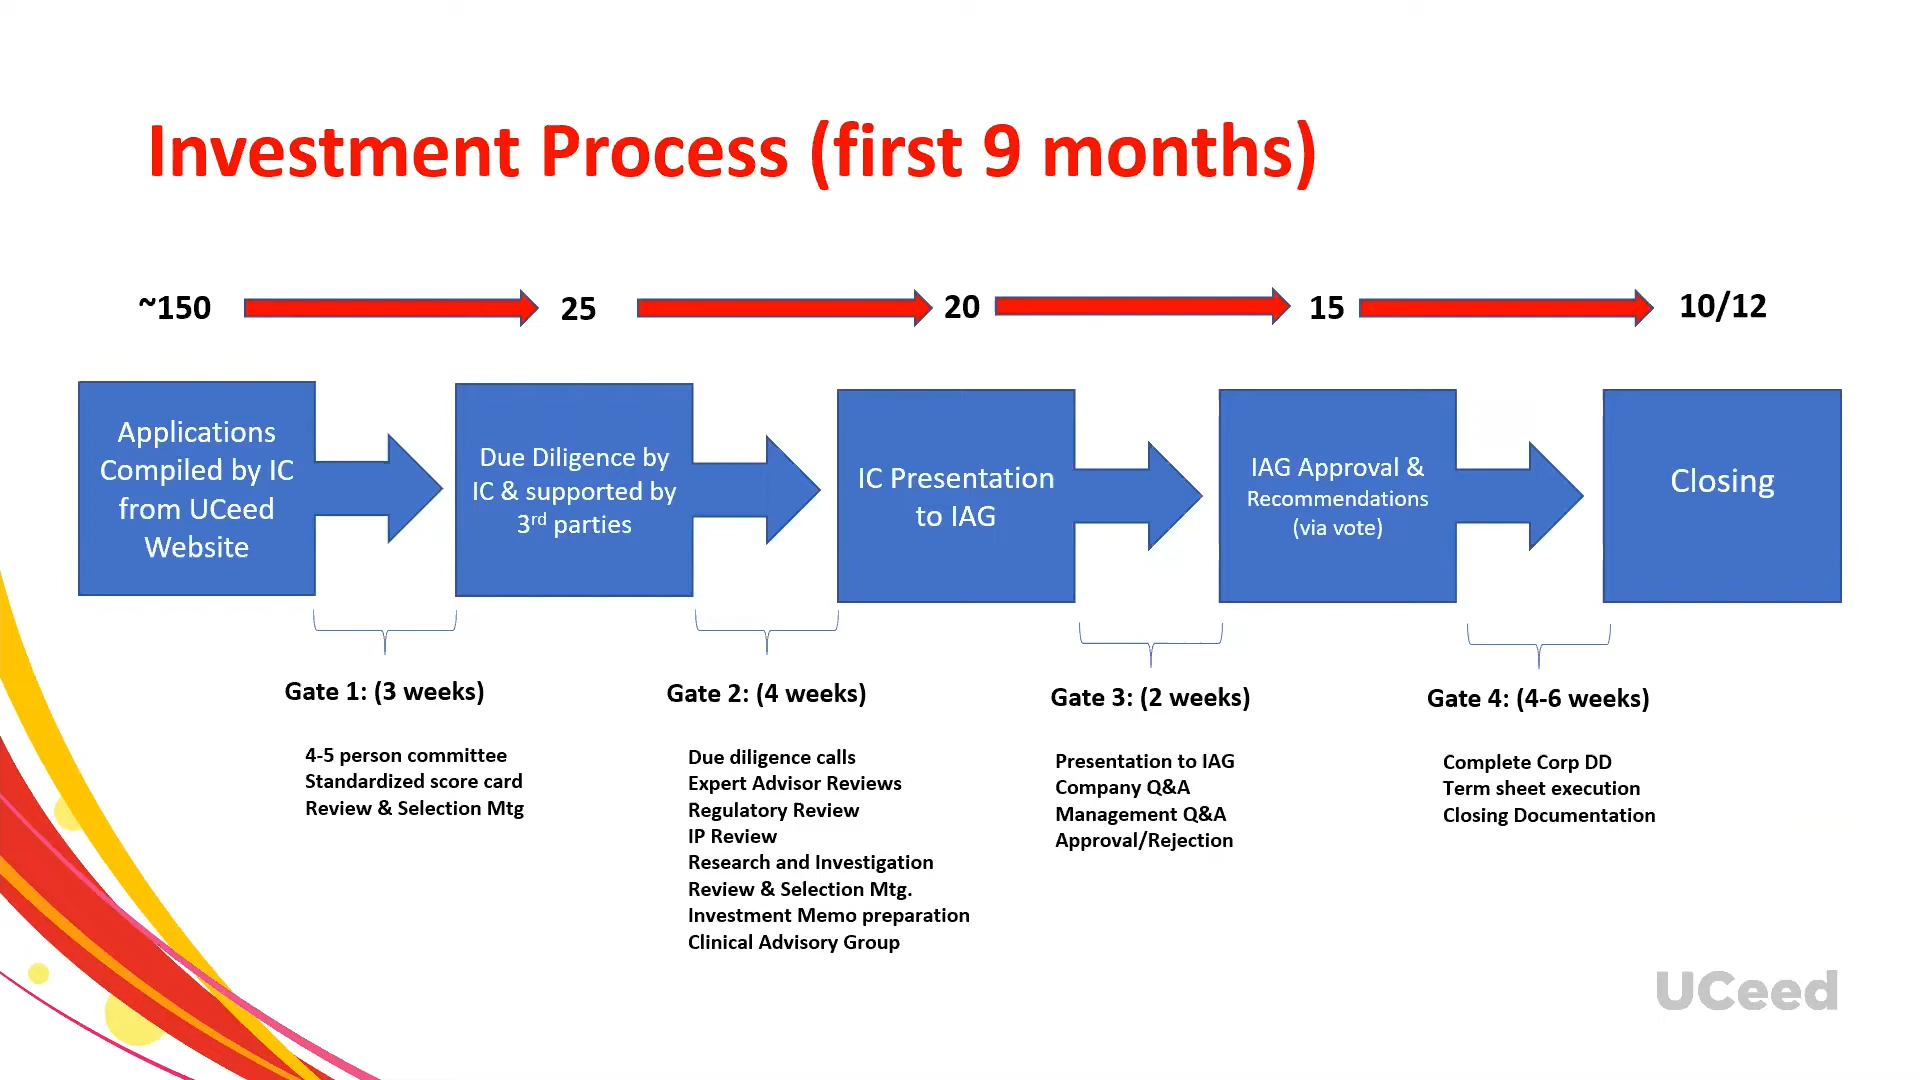 Investment Process (first 9 months)
~150
25
20
15
10/12
Applications
Compiled by IC
from UCeed
Website
Due Diligence by
IC & supported by
3rd parties
IC Presentation
to IAG
IAG Approval &
Recommendations
(via vote)
Closing
Gate 1: (3 weeks)
4-5 person committee
Standardized score card
Review & Selection Mtg
Gate 2: (4 weeks)
Due diligence calls
Expert Advisor Reviews
Regulatory Review
IP Review
Research and Investigation
Review & Selection Mtg.
Investment Memo preparation
Clinical Advisory Group
Gate 3: (2 weeks)
Presentation to IAG
Company Q&A
Management Q&A
Approval/Rejection
Gate 4: (4-6 weeks)
Complete Corp DD
Term sheet execution
Closing Documentation
UCeed